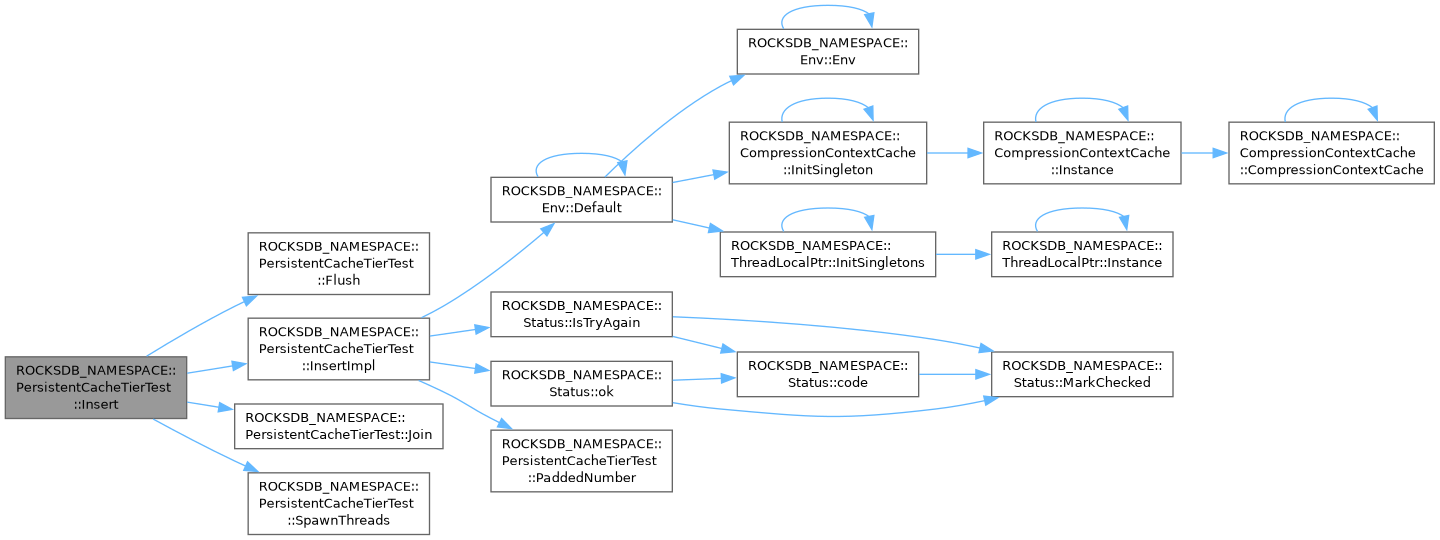 ROCKSDB_NAMESPACE::
PersistentCacheTierTest
::Insert
ROCKSDB_NAMESPACE::
PersistentCacheTierTest
::Flush
ROCKSDB_NAMESPACE::
PersistentCacheTierTest
::InsertImpl
ROCKSDB_NAMESPACE::
PersistentCacheTierTest::Join
ROCKSDB_NAMESPACE::
PersistentCacheTierTest
::SpawnThreads
ROCKSDB_NAMESPACE::
Env::Default
ROCKSDB_NAMESPACE::
Status::IsTryAgain
ROCKSDB_NAMESPACE::
Status::ok
ROCKSDB_NAMESPACE::
PersistentCacheTierTest
::PaddedNumber
ROCKSDB_NAMESPACE::
Env::Env
ROCKSDB_NAMESPACE::
CompressionContextCache
::InitSingleton
ROCKSDB_NAMESPACE::
ThreadLocalPtr::InitSingletons
ROCKSDB_NAMESPACE::
Status::code
ROCKSDB_NAMESPACE::
CompressionContextCache
::Instance
ROCKSDB_NAMESPACE::
ThreadLocalPtr::Instance
ROCKSDB_NAMESPACE::
Status::MarkChecked
ROCKSDB_NAMESPACE::
CompressionContextCache
::CompressionContextCache